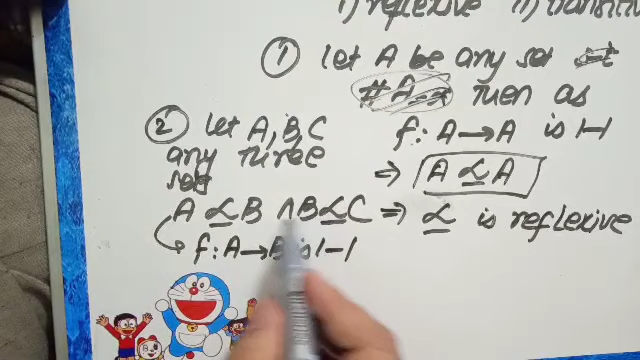 i) reflexive ii) transitiv
① let A be any set
then as
f: A→A is 1-1
⇒ A ≼ A
⇒ ≼ is reflexive
② let A, B, C
any three
sets
A ≼ B ∧ B ≼ C
f: A→B is 1-1